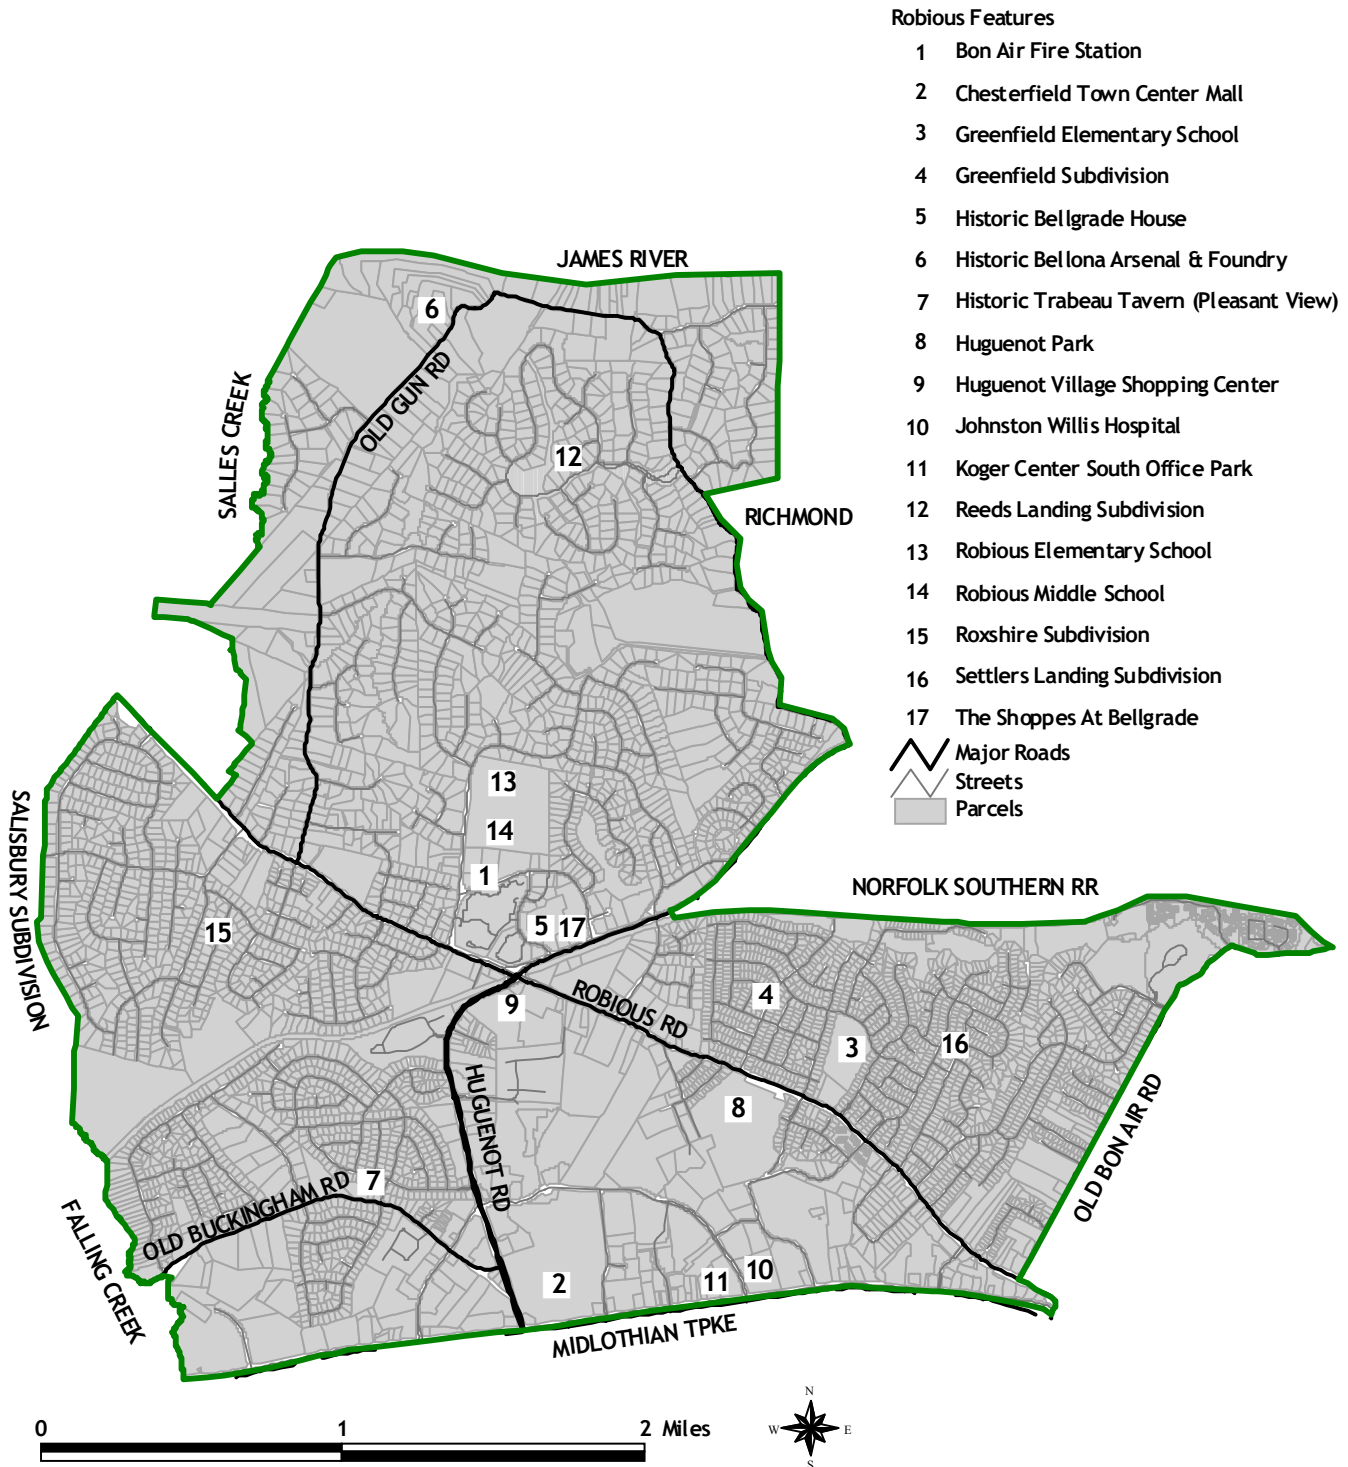 Robious Features
1 Bon Air Fire Station
2 Chesterfield Town Center Mall
3 Greenfield Elementary School
4 Greenfield Subdivision
5 Historic Bellgrade House
6 Historic Bellona Arsenal & Foundry
7 Historic Trabeau Tavern (Pleasant View)
8 Huguenot Park
9 Huguenot Village Shopping Center
10 Johnston Willis Hospital
11 Koger Center South Office Park
12 Reeds Landing Subdivision
13 Robious Elementary School
14 Robious Middle School
15 Roxshire Subdivision
16 Settlers Landing Subdivision
17 The Shoppes At Bellgrade
Major Roads
Streets
Parcels
JAMES RIVER
6
OLD GUN RD
SALLES CREEK
12
RICHMOND
13
14
1
SALISBURY SUBDIVISION
NORFOLK SOUTHERN RR
15
5
17
9
ROBIOUS RD
4
3
16
HUGUENOT RD
8
OLD BON AIR RD
7
OLD BUCKINGHAM RD
FALLING CREEK
2
11
10
MIDLOTHIAN TPKE
N
W
E
S
0 1 2 Miles